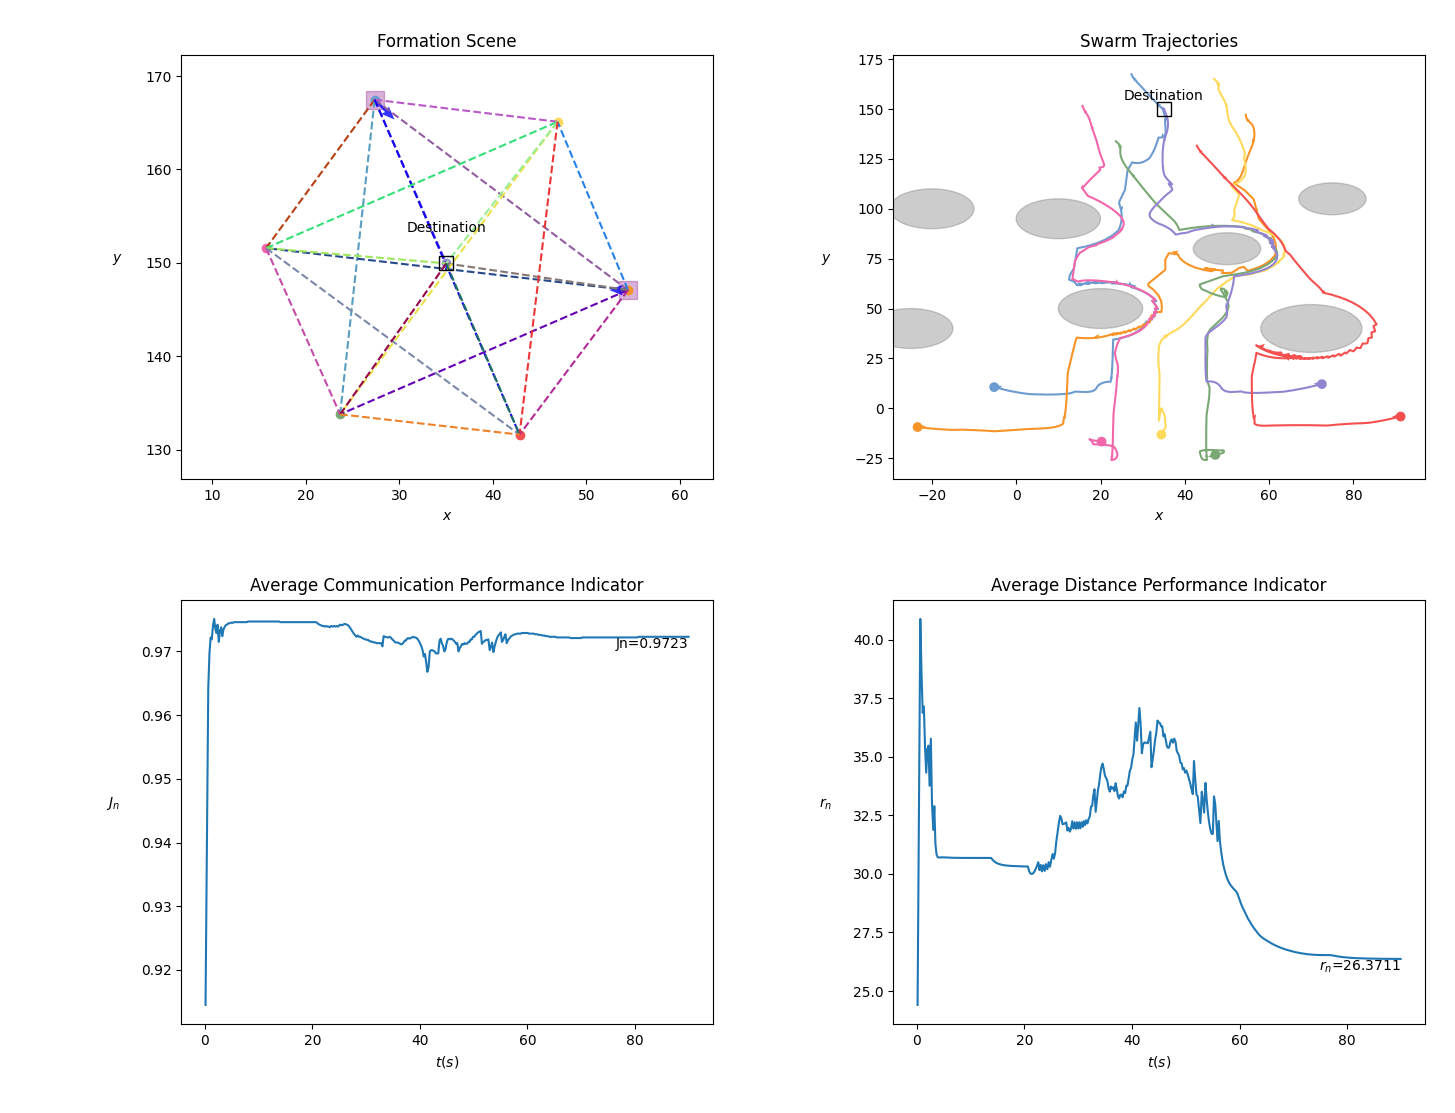 Formation Scene
170
160
150
140
130
y
Destination
10 20 30 40 50 60
x
Swarm Trajectories
175
150
125
100
75
50
25
0
−25
y
Destination
−20 0 20 40 60 80
x
Average Communication Performance Indicator
0.97
0.96
0.95
0.94
0.93
0.92
Jn
Jn=0.9723
0 20 40 60 80
t(s)
Average Distance Performance Indicator
40.0
37.5
35.0
32.5
30.0
27.5
25.0
rn
rn=26.3711
0 20 40 60 80
t(s)